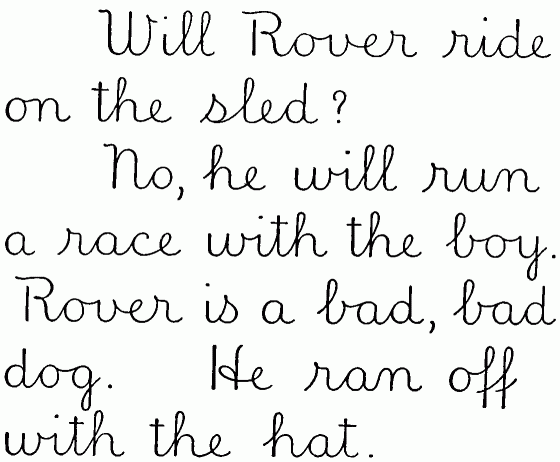 Will Rover ride
on the sled?
No, he will run
a race with the boy.
Rover is a bad, bad
dog. He ran off
with the hat.